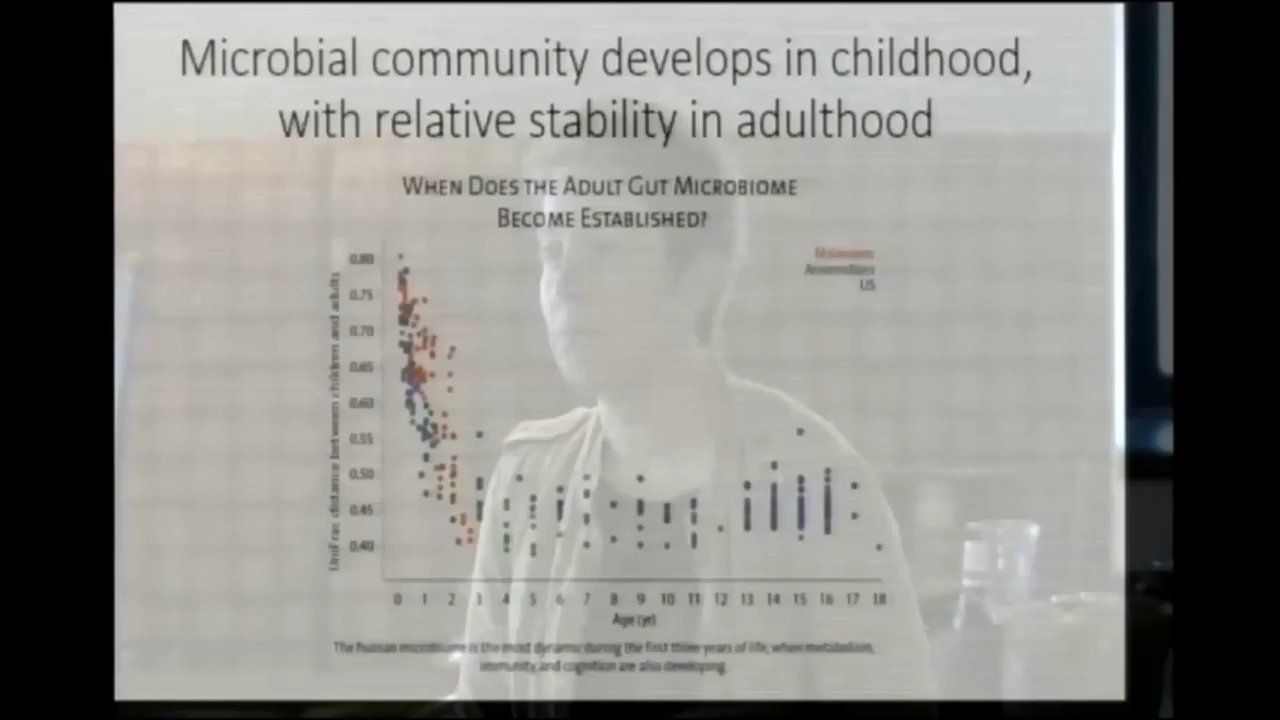 Microbial community develops in childhood,
with relative stability in adulthood
WHEN DOES THE ADULT GUT MICROBIOME
BECOME ESTABLISHED?
Malawians
Amerindians
US
UniFrac distance between children and adults
0.80
0.75
0.70
0.65
0.60
0.55
0.50
0.45
0.40
0 1 2 3 4 5 6 7 8 9 10 11 12 13 14 15 16 17 18
Age (yr)
The human microbiome is the most dynamic during the first three years of life, when metabolism,
immunity, and cognition are also developing.